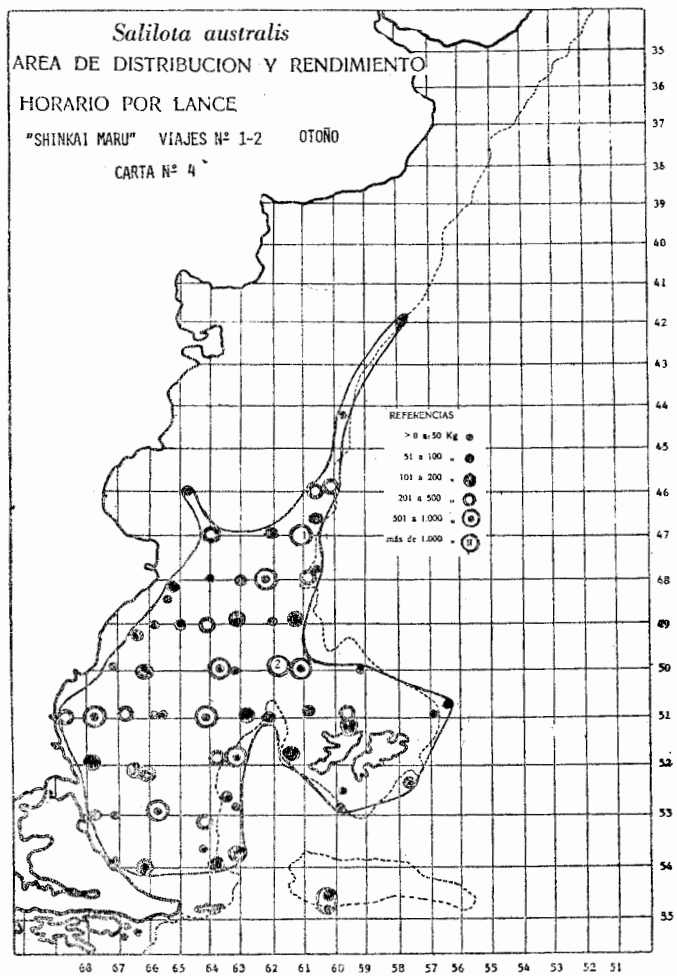 Salilota australis
AREA DE DISTRIBUCION Y RENDIMIENTO
HORARIO POR LANCE
"SHINKAI MARU" VIAJES Nº 1-2 OTOÑO
CARTA Nº 4
35
36
37
38
39
40
41
42
43
44
REFERENCIAS
> 0 a 50 Kg
51 a 100 "
45
101 a 200 "
201 a 500 "
46
501 a 1.000 "
más de 1.000 " 11
1
47
68
49
2
50
51
52
53
54
55
68 67 66 65 64 63 62 61 60 59 58 57 56 55 54 53 52 51